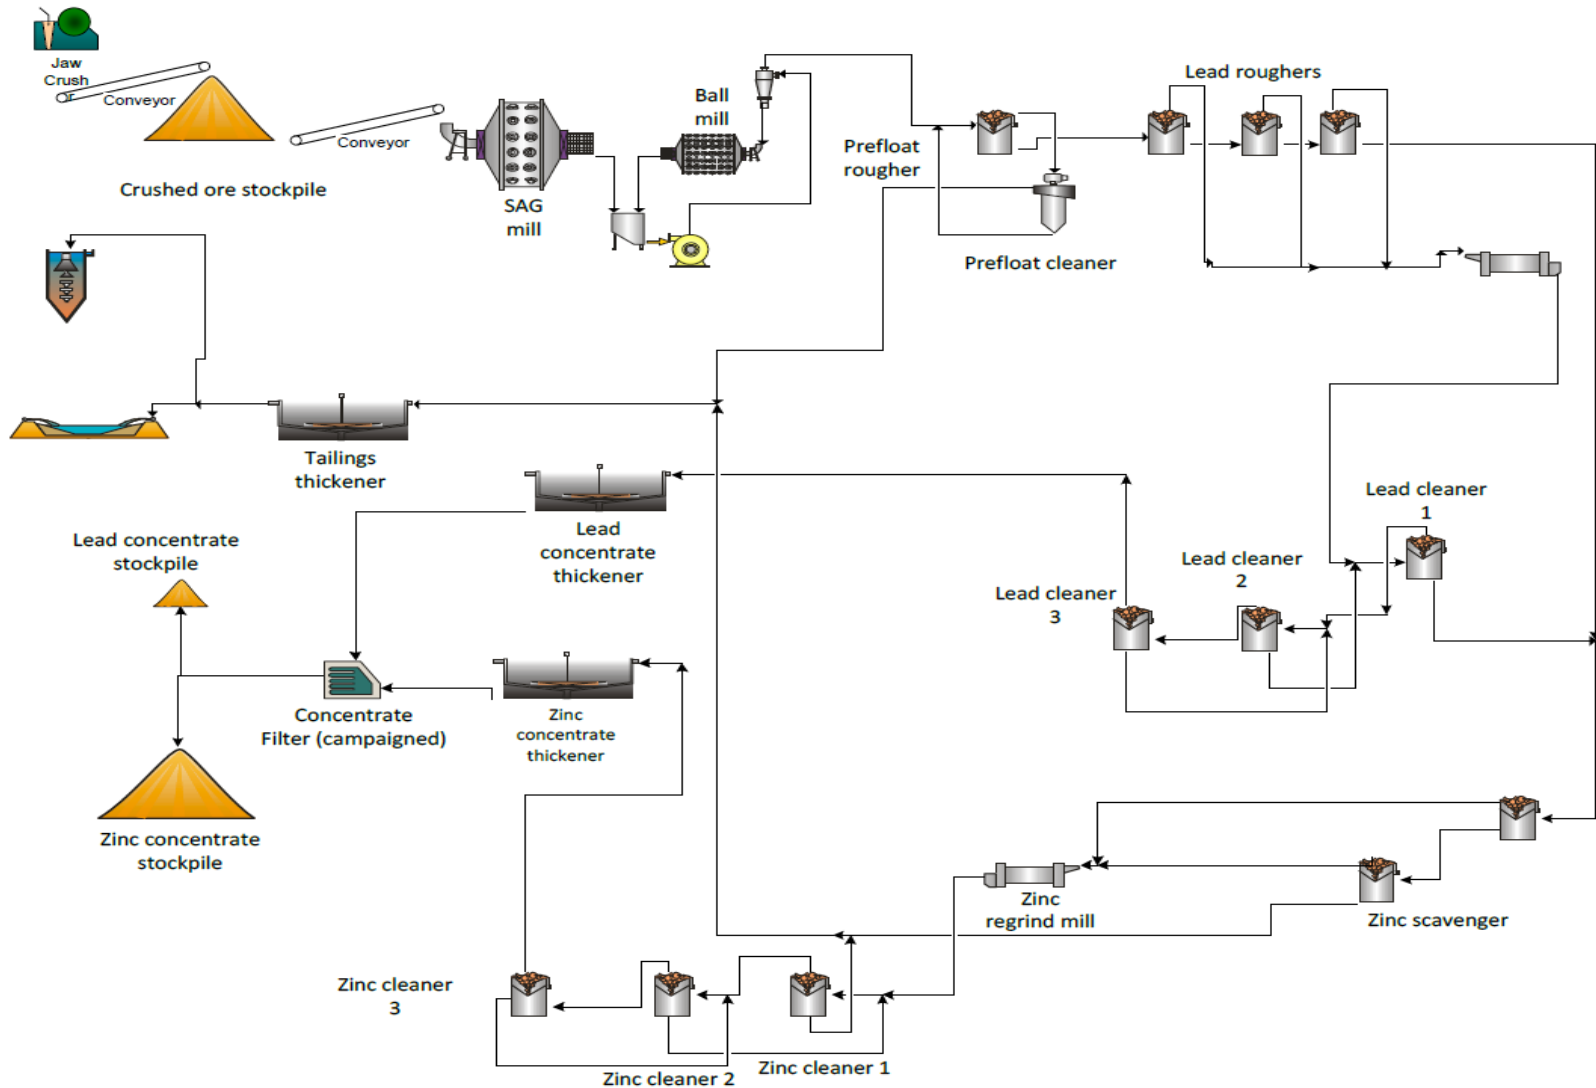 Jaw
Crush
r
Conveyor
Conveyor
Crushed ore stockpile
SAG
mill
Ball
mill
Prefloat
rougher
Prefloat cleaner
Lead roughers
Tailings
thickener
Lead
concentrate
thickener
Lead concentrate
stockpile
Lead cleaner
1
Lead cleaner
2
Lead cleaner
3
Concentrate
Filter (campaigned)
Zinc
concentrate
thickener
Zinc concentrate
stockpile
Zinc
regrind mill
Zinc scavenger
Zinc cleaner
3
Zinc cleaner 2
Zinc cleaner 1